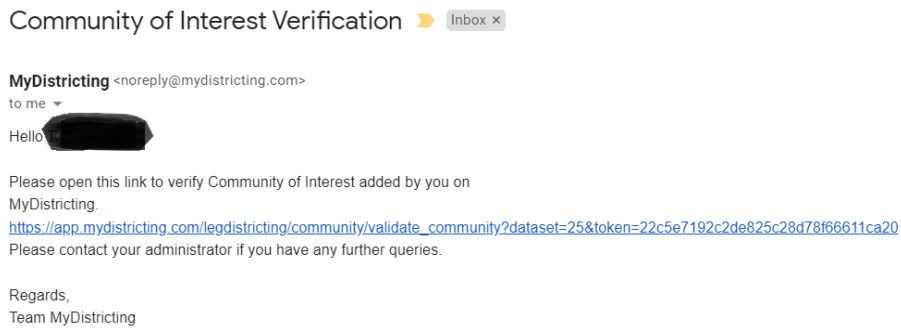 Community of Interest Verification Inbox ×
MyDistricting <noreply@mydistricting.com>
to me
Hello
Please open this link to verify Community of Interest added by you on
MyDistricting.
https://app.mydistricting.com/legdistricting/community/validate_community?dataset=25&token=22c5e7192c2de825c28d78f66611ca20
Please contact your administrator if you have any further queries.
Regards,
Team MyDistricting